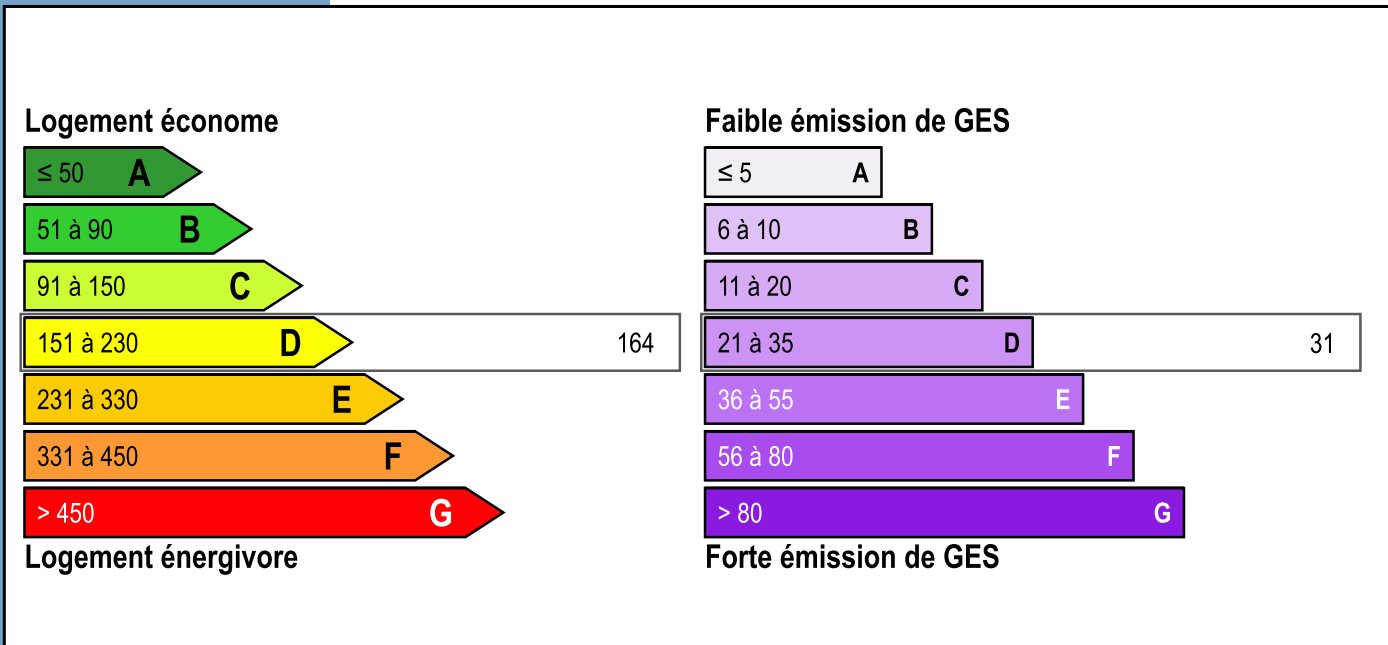 Logement économe
≤ 50 A
51 à 90 B
91 à 150 C
151 à 230 D 164
231 à 330 E
331 à 450 F
> 450 G
Logement énergivore
Faible émission de GES
≤ 5 A
6 à 10 B
11 à 20 C
21 à 35 D 31
36 à 55 E
56 à 80 F
> 80 G
Forte émission de GES